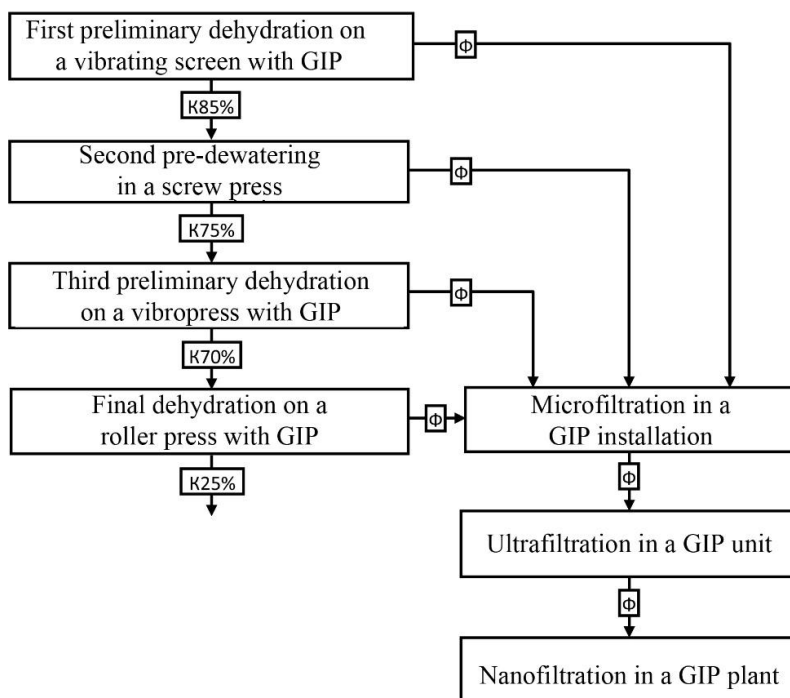 First preliminary dehydration on
a vibrating screen with GIP
Ф
К85%
Second pre-dewatering
in a screw press
Ф
К75%
Third preliminary dehydration
on a vibropress with GIP
Ф
К70%
Final dehydration on a
roller press with GIP
Ф
Microfiltration in a
GIP installation
К25%
Ф
Ultrafiltration in a GIP unit
Ф
Nanofiltration in a GIP plant